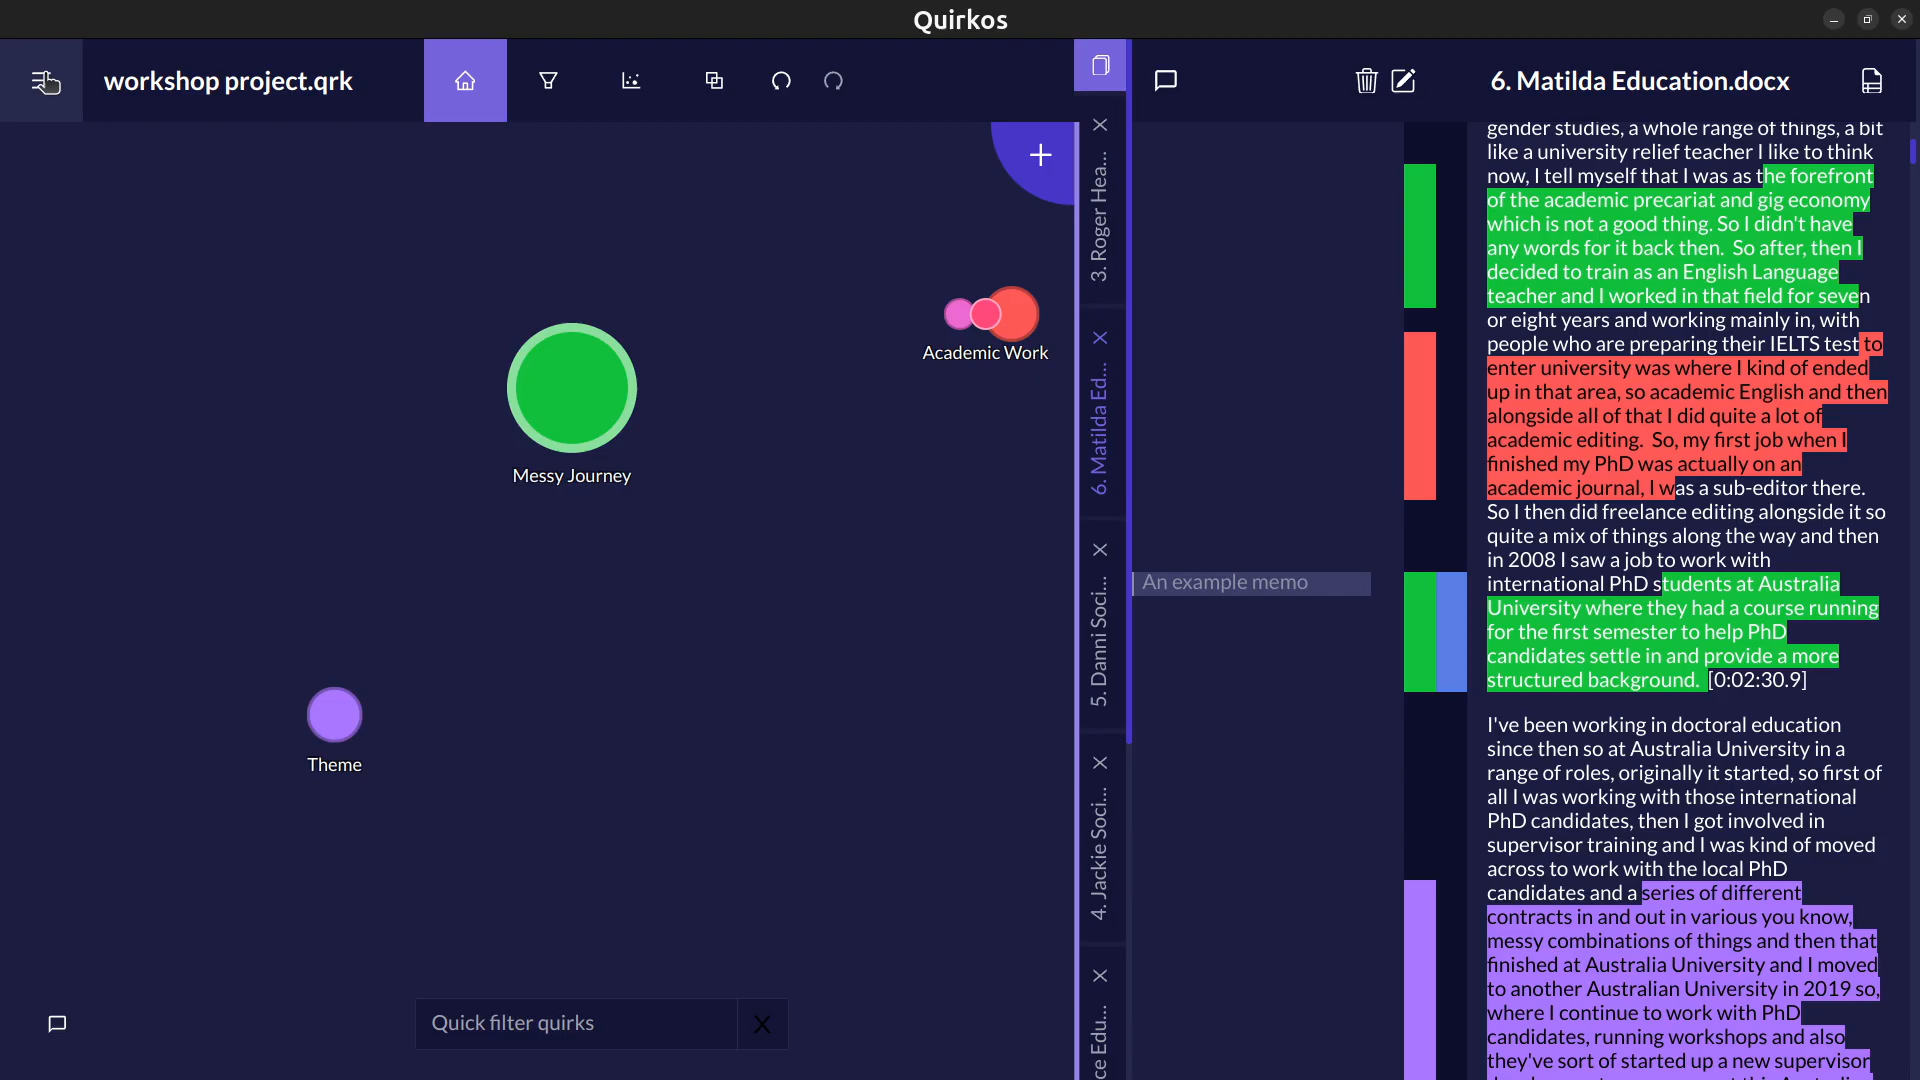 Quirkos
workshop project.qrk
6. Matilda Education.docx
Academic Work
Messy Journey
Theme
Quick filter quirks
3. Roger Hea...
6. Matilda Ed...
5. Danni Soci...
4. Jackie Soci...
ce Edu...
An example memo
gender studies, a whole range of things, a bit
like a university relief teacher I like to think
now, I tell myself that I was as the forefront
of the academic precariat and gig economy
which is not a good thing. So I didn't have
any words for it back then.  So after, then I
decided to train as an English Language
teacher and I worked in that field for seven
or eight years and working mainly in, with
people who are preparing their IELTS test to
enter university was where I kind of ended
up in that area, so academic English and then
alongside all of that I did quite a lot of
academic editing.  So, my first job when I
finished my PhD was actually on an
academic journal, I was a sub-editor there.
So I then did freelance editing alongside it so
quite a mix of things along the way and then
in 2008 I saw a job to work with
international PhD students at Australia
University where they had a course running
for the first semester to help PhD
candidates settle in and provide a more
structured background.  [0:02:30.9]
I've been working in doctoral education
since then so at Australia University in a
range of roles, originally it started, so first of
all I was working with those international
PhD candidates, then I got involved in
supervisor training and I was kind of moved
across to work with the local PhD
candidates and a series of different
contracts in and out in various you know,
messy combinations of things and then that
finished at Australia University and I moved
to another Australian University in 2019 so,
where I continue to work with PhD
candidates, running workshops and also
they've sort of started up a new supervisor